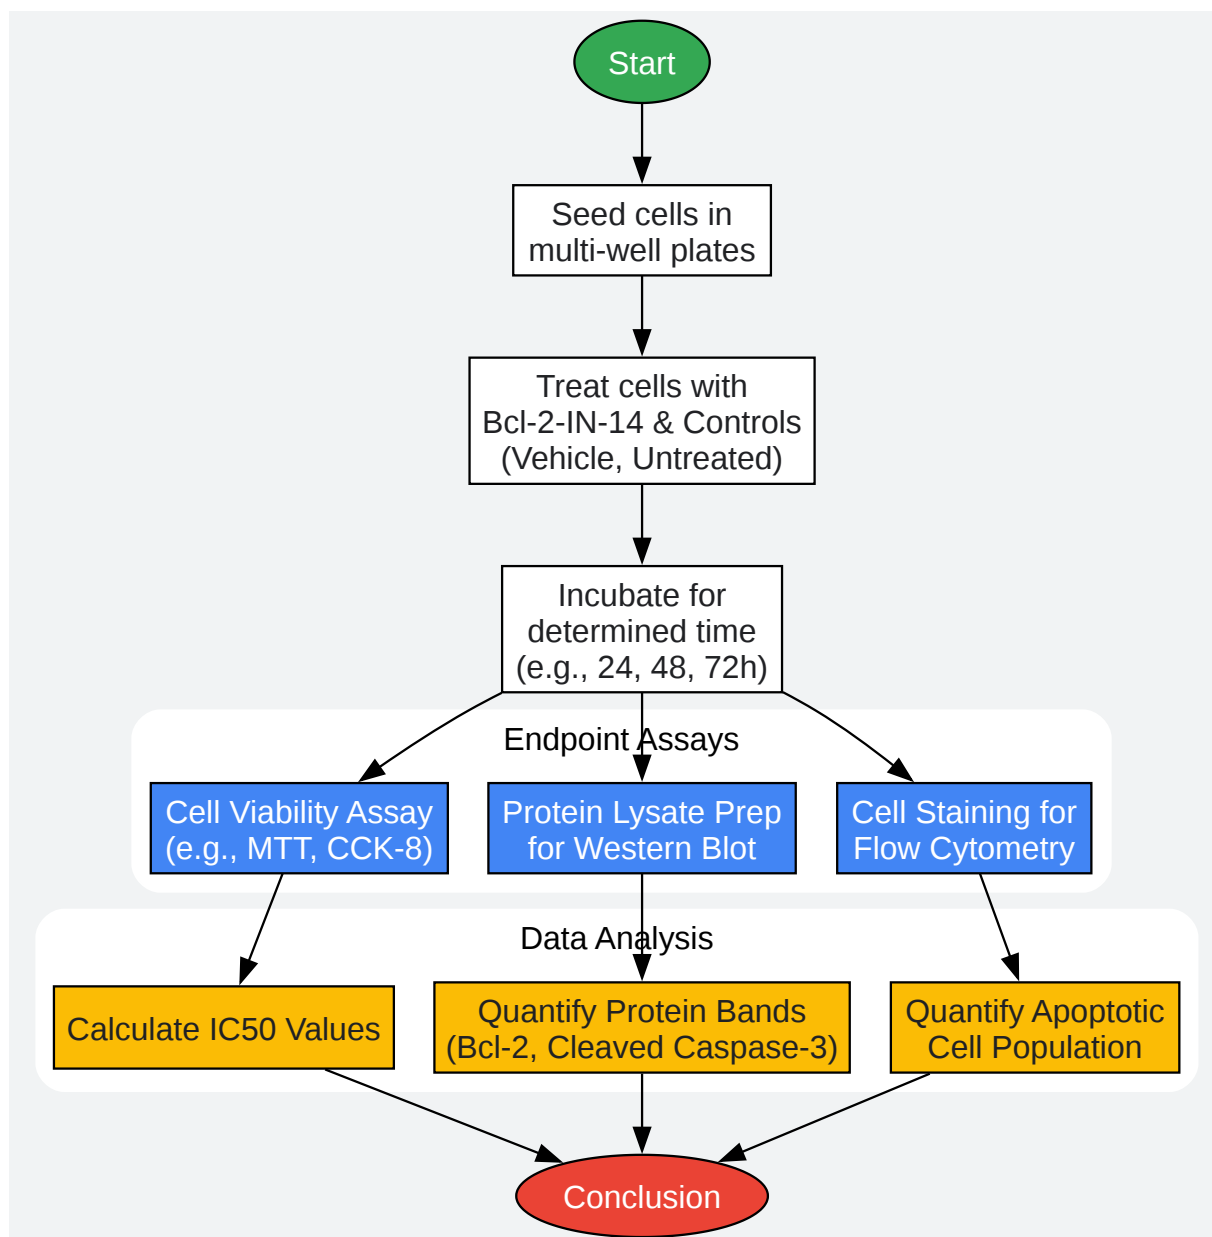 Start
Seed cells in
multi-well plates
Treat cells with
Bcl-2-IN-14 & Controls
(Vehicle, Untreated)
Incubate for
determined time
(e.g., 24, 48, 72h)
Endpoint Assays
Cell Viability Assay
(e.g., MTT, CCK-8)
Protein Lysate Prep
for Western Blot
Cell Staining for
Flow Cytometry
Data Analysis
Calculate IC50 Values
Quantify Protein Bands
(Bcl-2, Cleaved Caspase-3)
Quantify Apoptotic
Cell Population
Conclusion